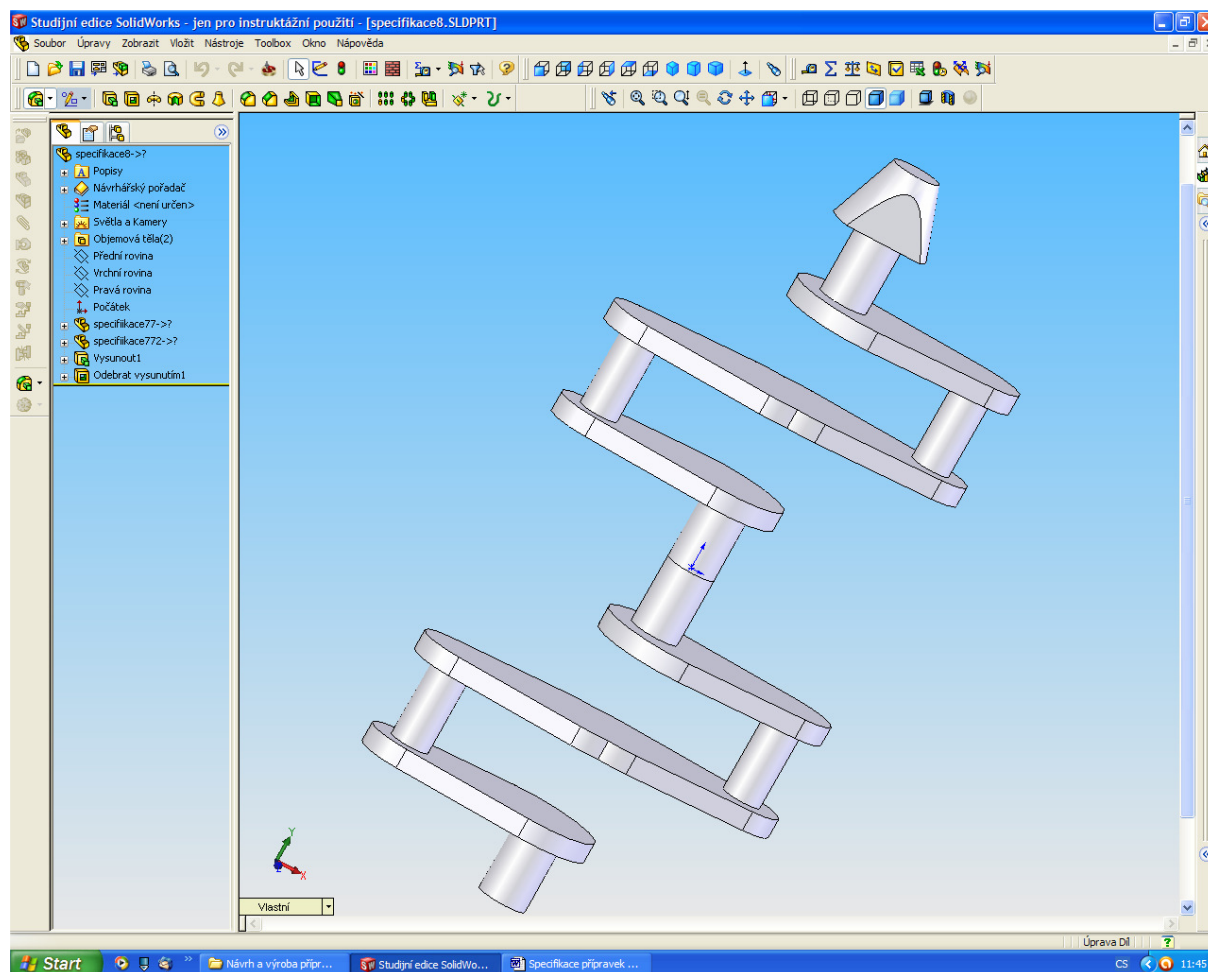 Studijní edice SolidWorks - jen pro instruktážní použití - [specifikace8.SLDPRT]
Soubor Úpravy Zobrazit Vložit Nástroje Toolbox Okno Nápověda
specifikace8->?
Popisy
Návrhářský pořadač
Materiál <není určen>
Světla a Kamery
Objemová těla(2)
Přední rovina
Vrchní rovina
Pravá rovina
Počátek
specifiikace77->?
specifiikace772->?
Vysunout1
Odebrat vysunutím1
Y
X
Vlastní
Úprava Díl
Start
Návrh a výroba přípr...
Studijní edice SolidWo...
Specifikace přípravek ...
CS
11:45